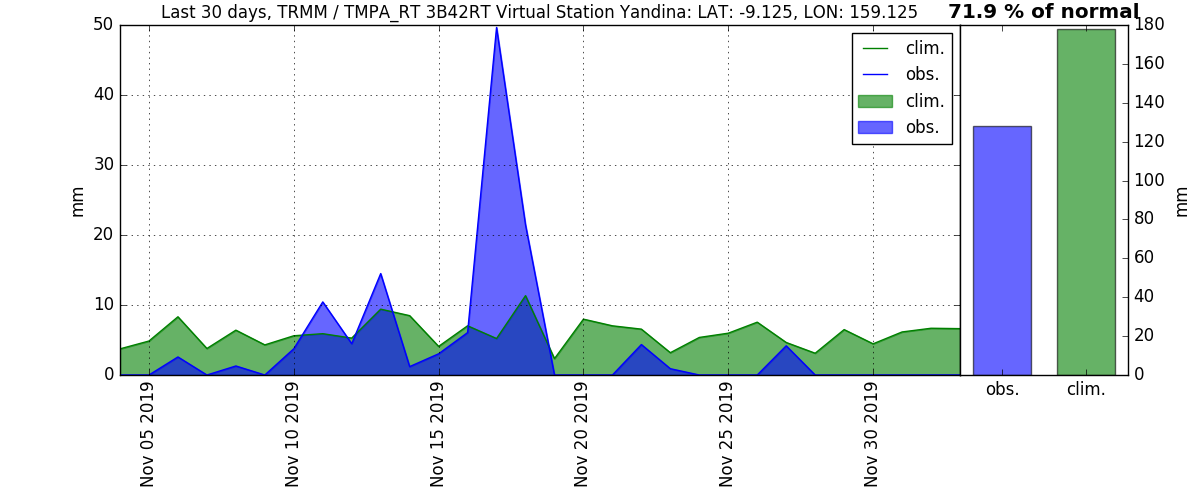 Last 30 days, TRMM / TMPA_RT 3B42RT Virtual Station Yandina: LAT: -9.125, LON: 159.125
71.9 % of normal
50
40
30
20
10
0
mm
clim.
obs.
clim.
obs.
Nov 05 2019
Nov 10 2019
Nov 15 2019
Nov 20 2019
Nov 25 2019
Nov 30 2019
180
160
140
120
100
80
60
40
20
0
mm
obs.
clim.